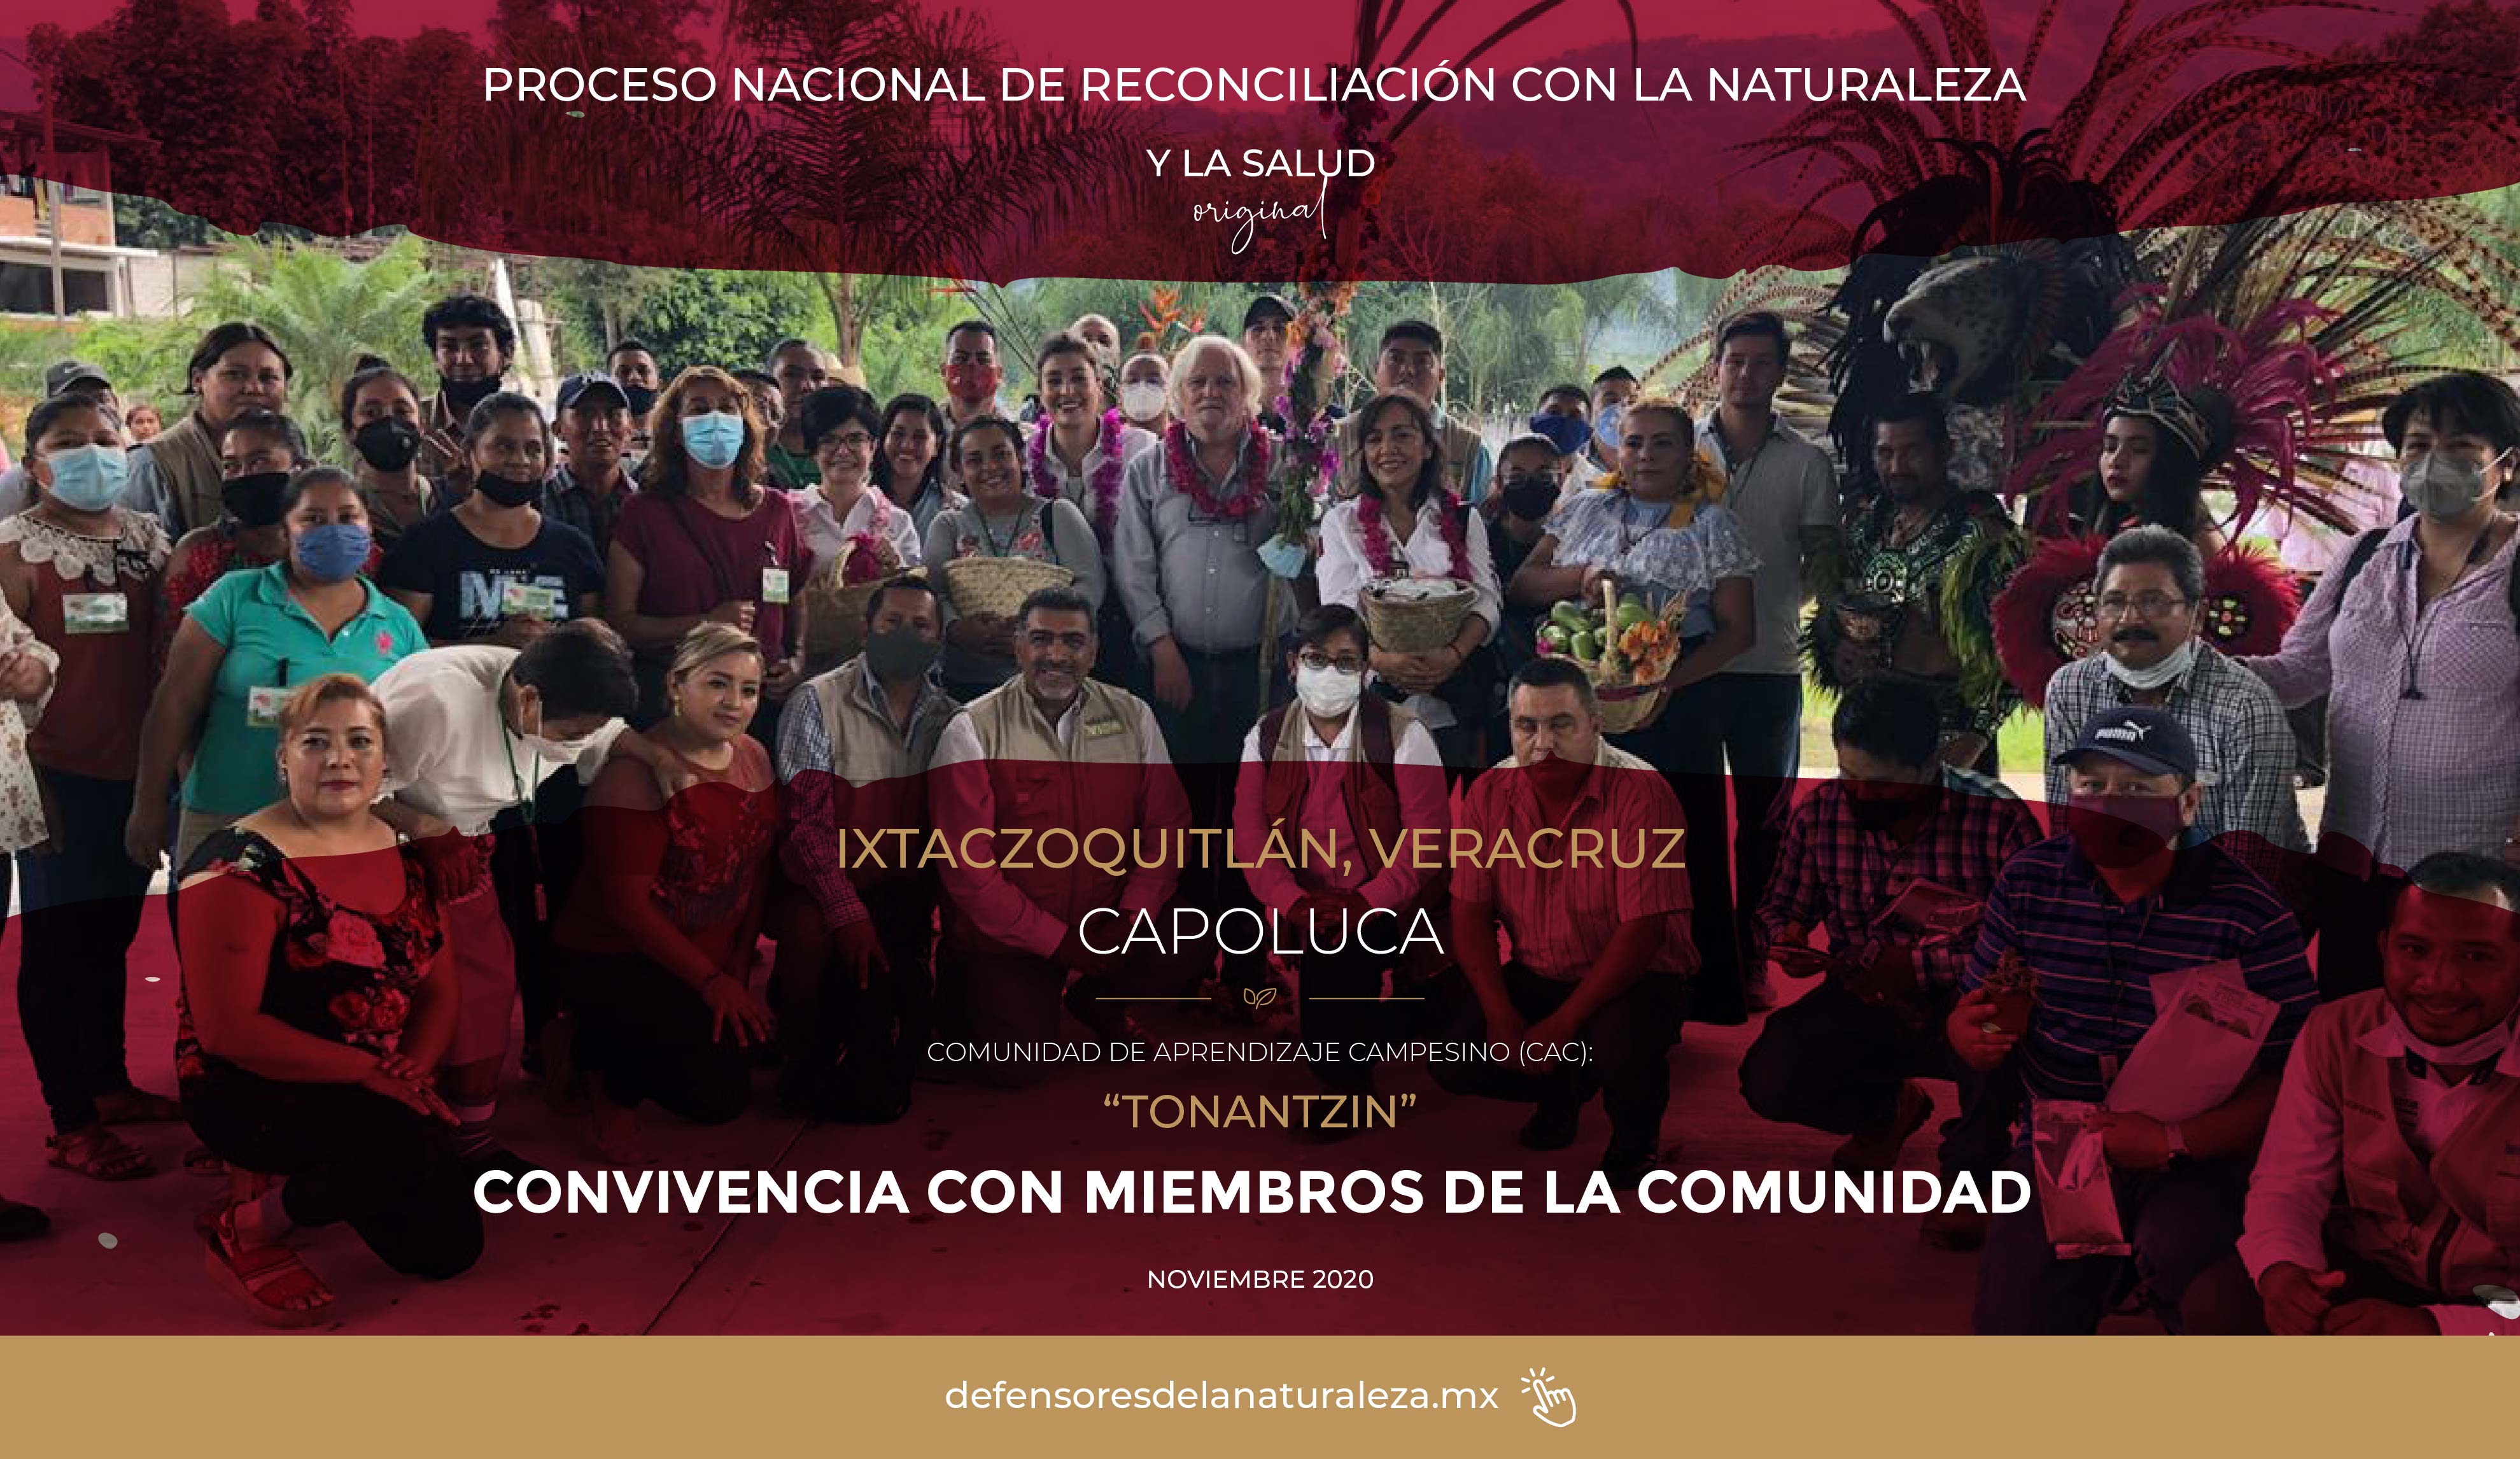 PROCESO NACIONAL DE RECONCILIACIÓN CON LA NATURALEZA
Y LA SALUD
original
PUMA
IXTACZOQUITLÁN, VERACRUZ
CAPOLUCA
COMUNIDAD DE APRENDIZAJE CAMPESINO (CAC):
“TONANTZIN”
CONVIVENCIA CON MIEMBROS DE LA COMUNIDAD
NOVIEMBRE 2020
defensoresdelanaturaleza.mx